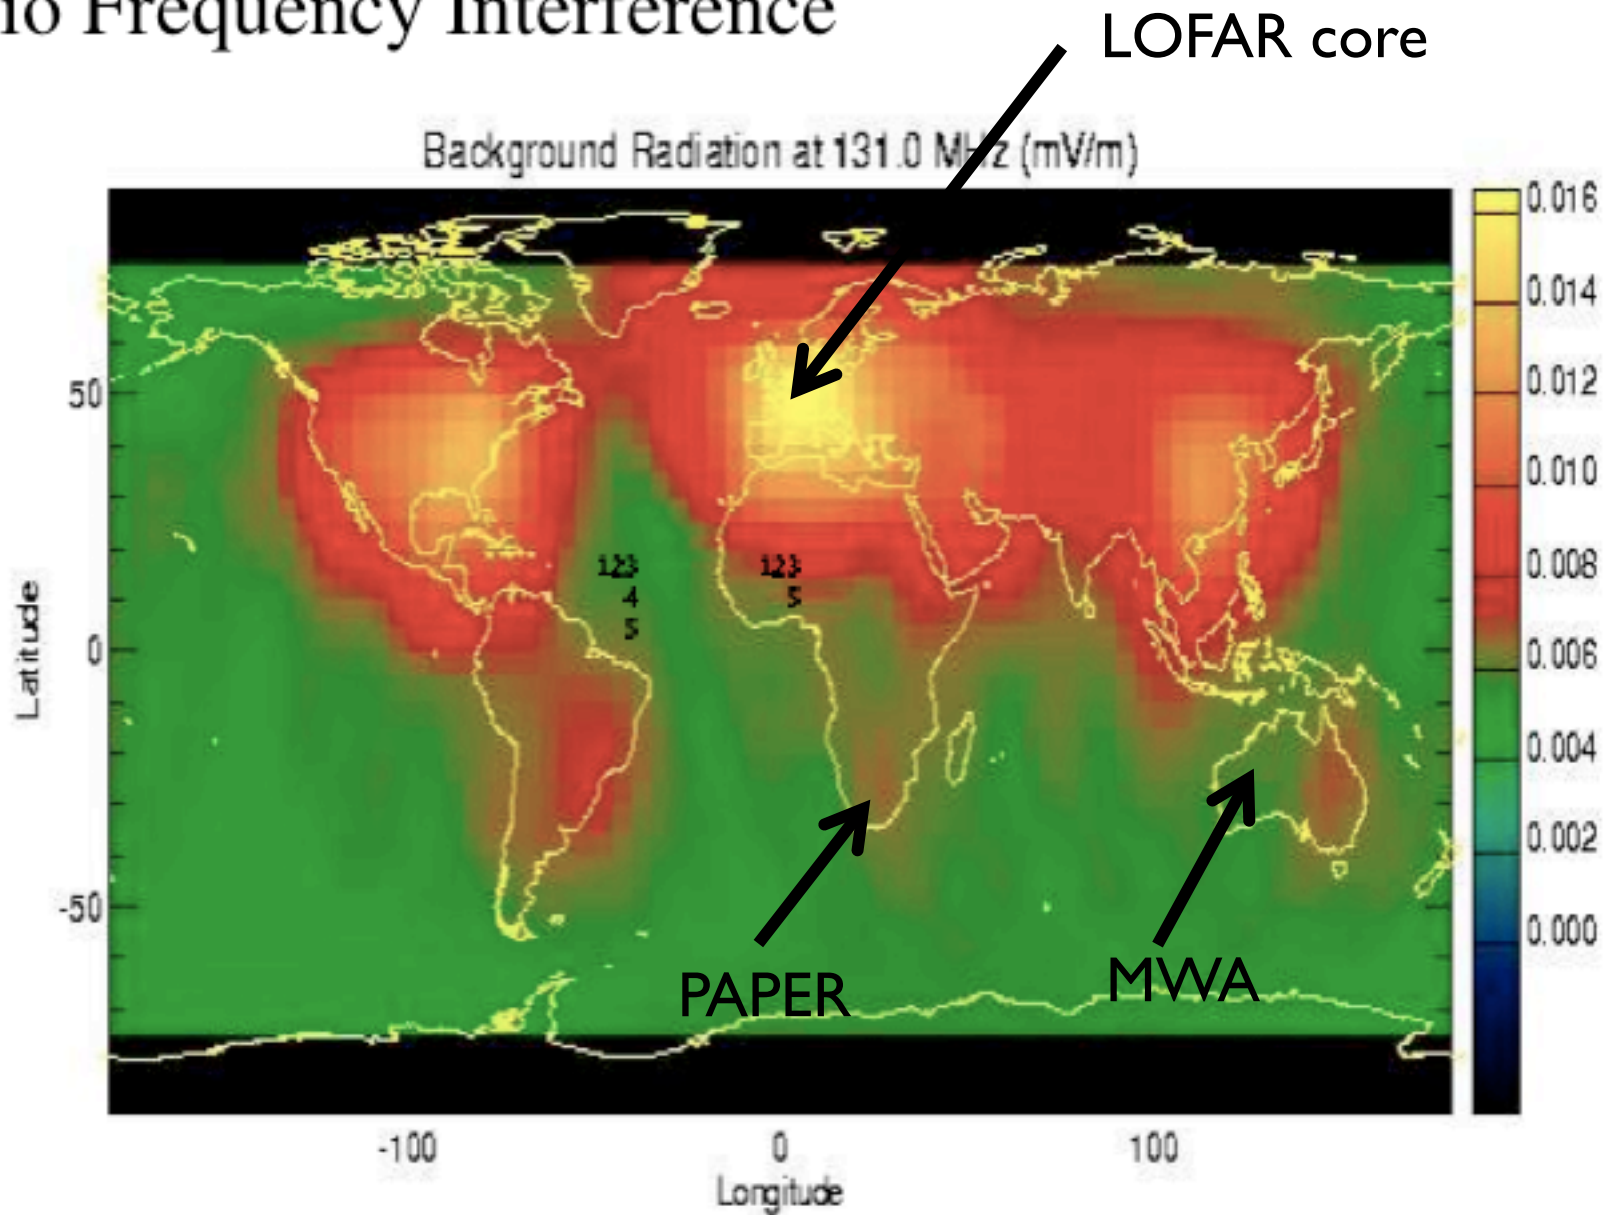 io Frequency Interference
LOFAR core
Background Radiation at 131.0 MHz (mV/m)
0.016
0.014
0.012
0.010
0.008
0.006
0.004
0.002
0.000
50
0
-50
Latitude
123
4
5
123
5
PAPER
MWA
-100
0
100
Longitude